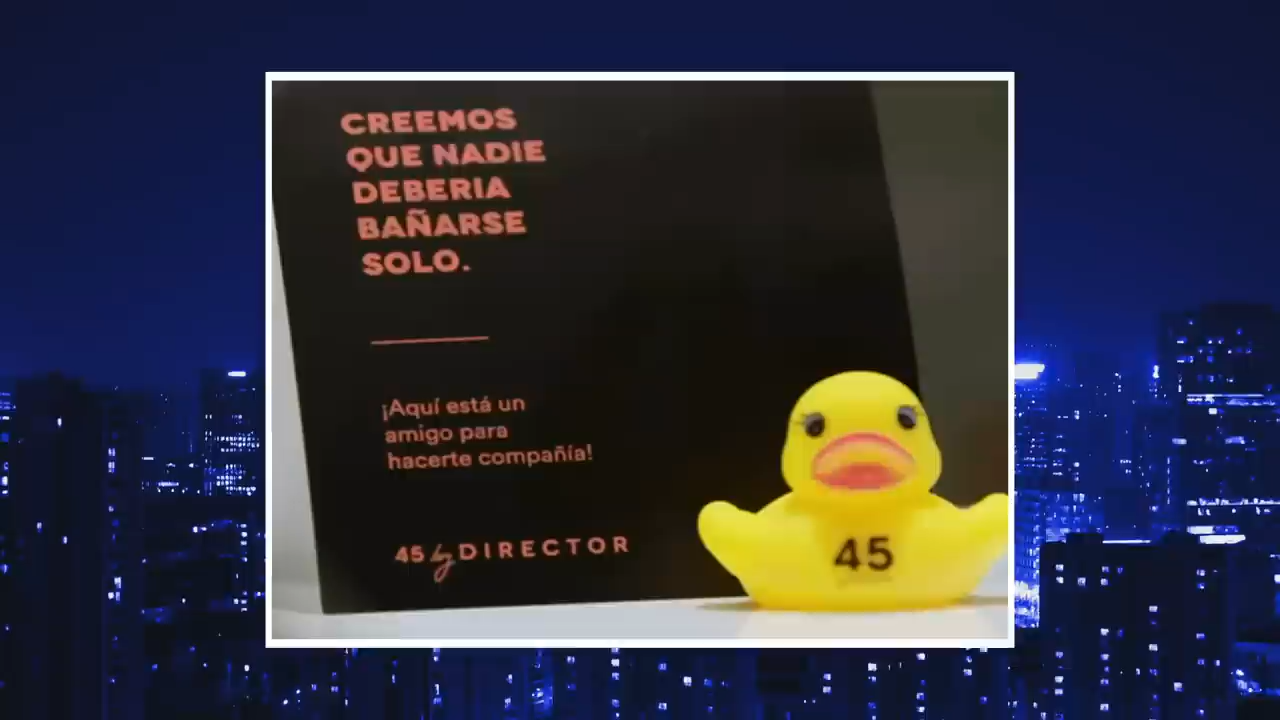 CREEMOS
QUE NADIE
DEBERIA
BAÑARSE
SOLO.
¡Aquí está un
amigo para
hacerte compañía!
45 by DIRECTOR
45